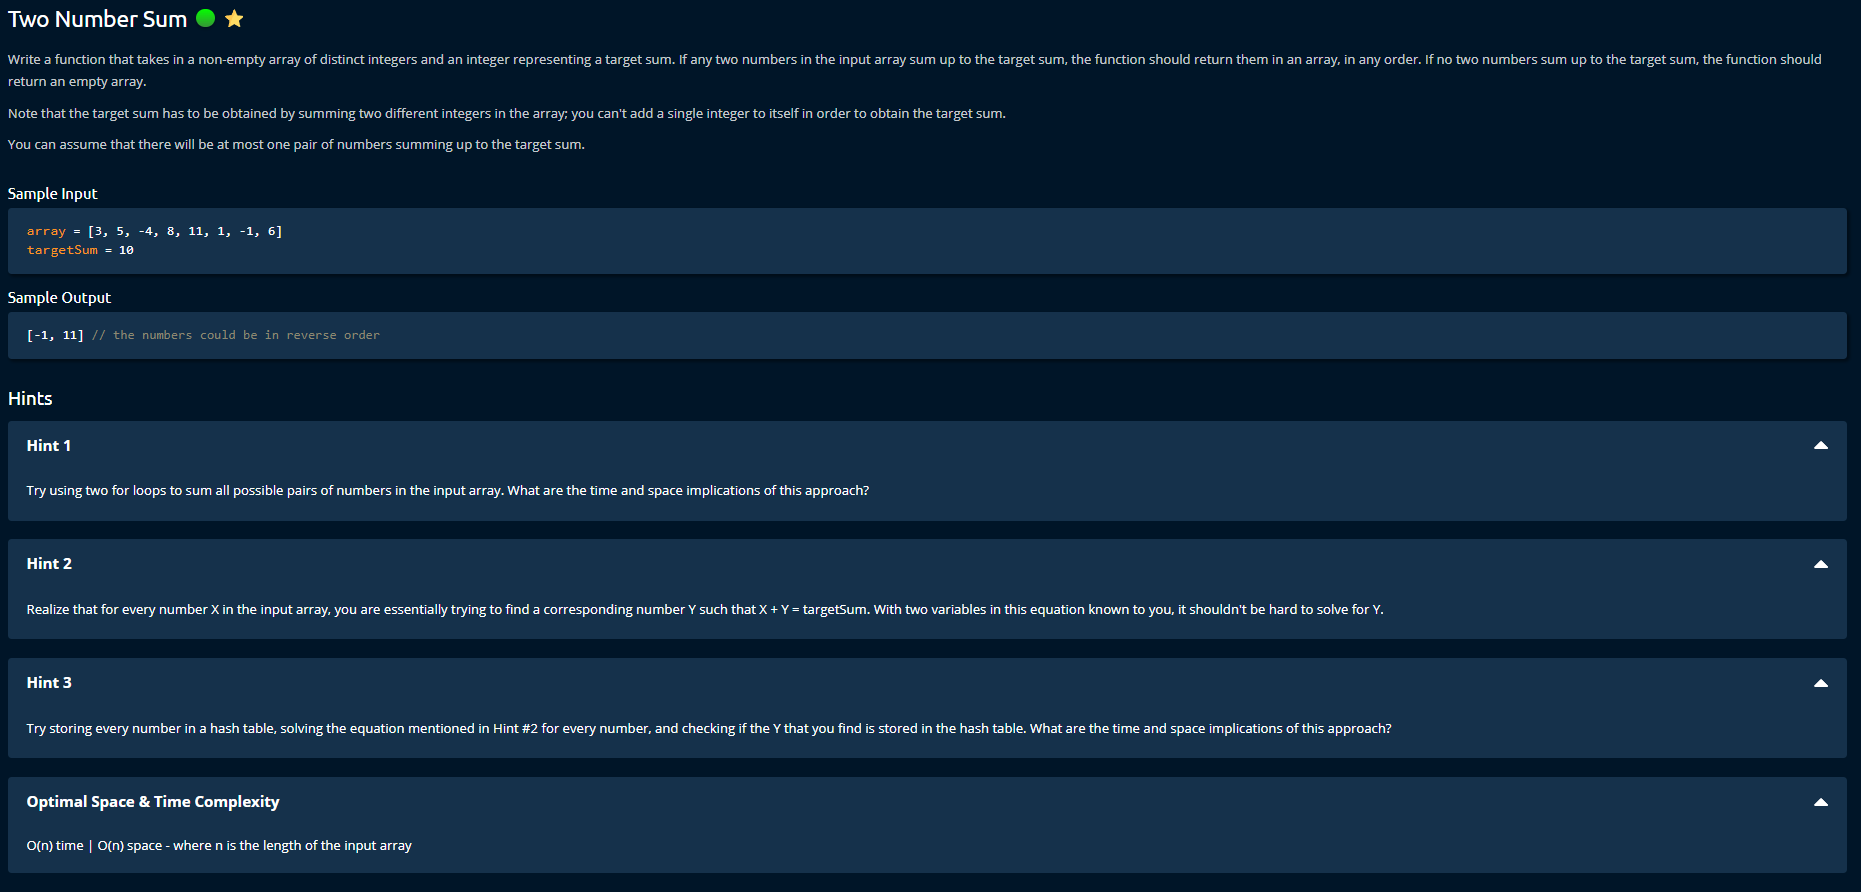 Two Number Sum
Write a function that takes in a non-empty array of distinct integers and an integer representing a target sum. If any two numbers in the input array sum up to the target sum, the function should return them in an array, in any order. If no two numbers sum up to the target sum, the function should
return an empty array.
Note that the target sum has to be obtained by summing two different integers in the array; you can't add a single integer to itself in order to obtain the target sum.
You can assume that there will be at most one pair of numbers summing up to the target sum.
Sample Input
array = [3, 5, -4, 8, 11, 1, -1, 6]
targetSum = 10
Sample Output
[-1, 11] // the numbers could be in reverse order
Hints
Hint 1
Try using two for loops to sum all possible pairs of numbers in the input array. What are the time and space implications of this approach?
Hint 2
Realize that for every number X in the input array, you are essentially trying to find a corresponding number Y such that X + Y = targetSum. With two variables in this equation known to you, it shouldn't be hard to solve for Y.
Hint 3
Try storing every number in a hash table, solving the equation mentioned in Hint #2 for every number, and checking if the Y that you find is stored in the hash table. What are the time and space implications of this approach?
Optimal Space & Time Complexity
O(n) time | O(n) space - where n is the length of the input array